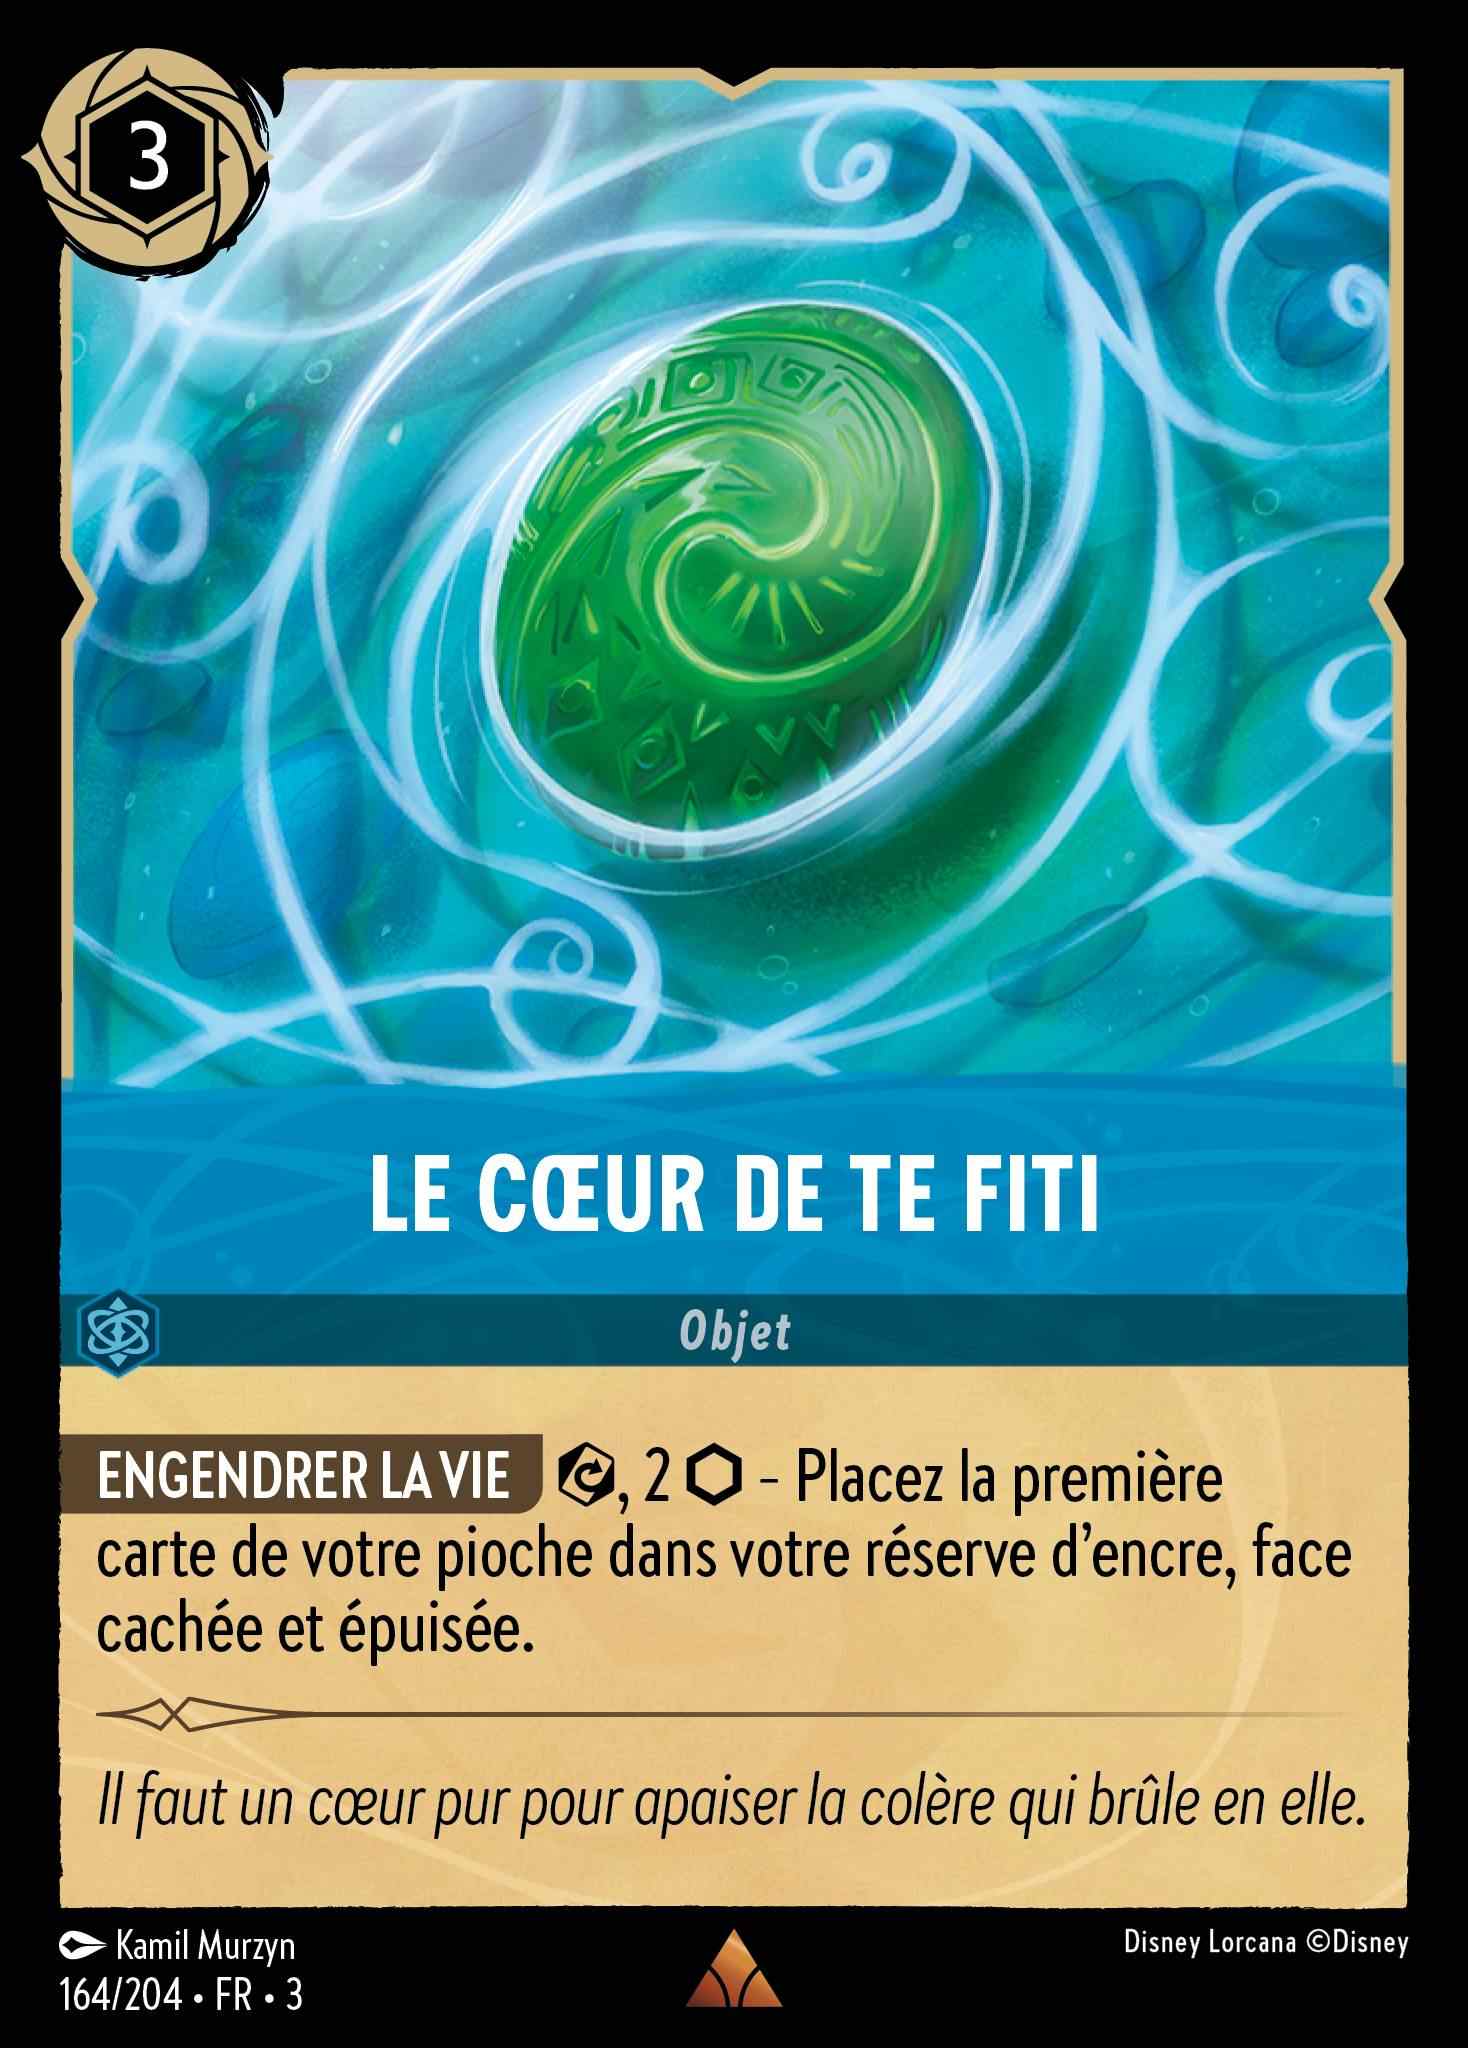 3
LE CŒUR DE TE FITI
Objet
ENGENDRER LA VIE , 2 – Placez la première
carte de votre pioche dans votre réserve d’encre, face
cachée et épuisée.
Il faut un cœur pur pour apaiser la colère qui brûle en elle.
Kamil Murzyn
164/204 • FR • 3
Disney Lorcana ©Disney